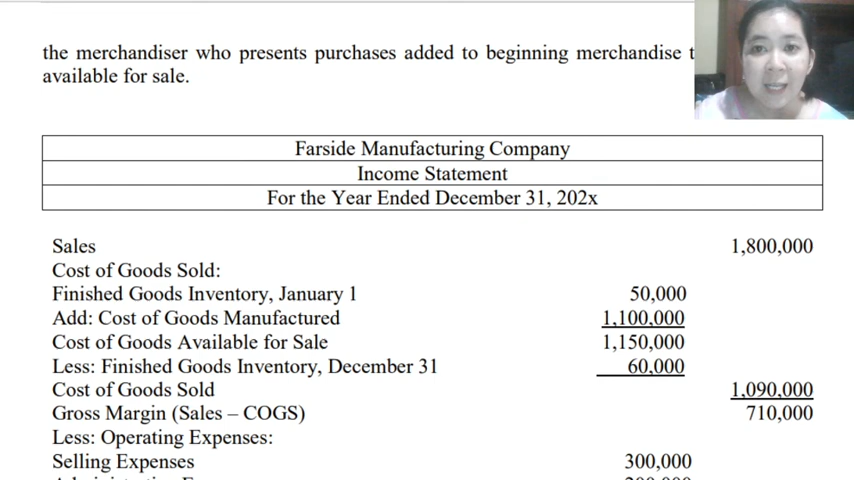 the merchandiser who presents purchases added to beginning merchandise
available for sale.
Farside Manufacturing Company
Income Statement
For the Year Ended December 31, 202x
Sales 1,800,000
Cost of Goods Sold:
Finished Goods Inventory, January 1 50,000
Add: Cost of Goods Manufactured 1,100,000
Cost of Goods Available for Sale 1,150,000
Less: Finished Goods Inventory, December 31 60,000
Cost of Goods Sold 1,090,000
Gross Margin (Sales – COGS) 710,000
Less: Operating Expenses:
Selling Expenses 300,000